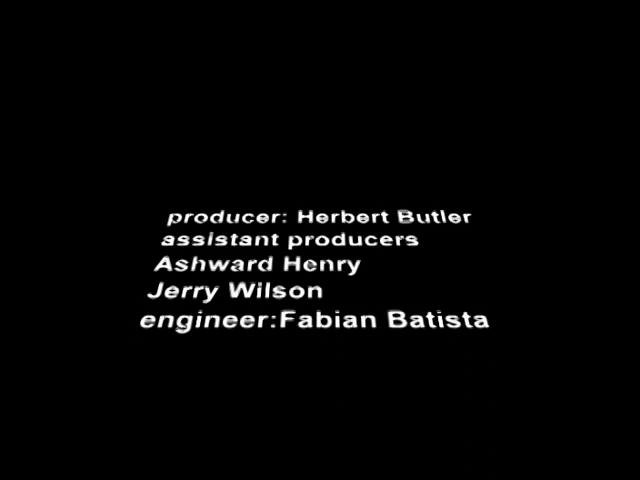 producer: Herbert Butler
assistant producers
Ashward Henry
Jerry Wilson
engineer:Fabian Batista